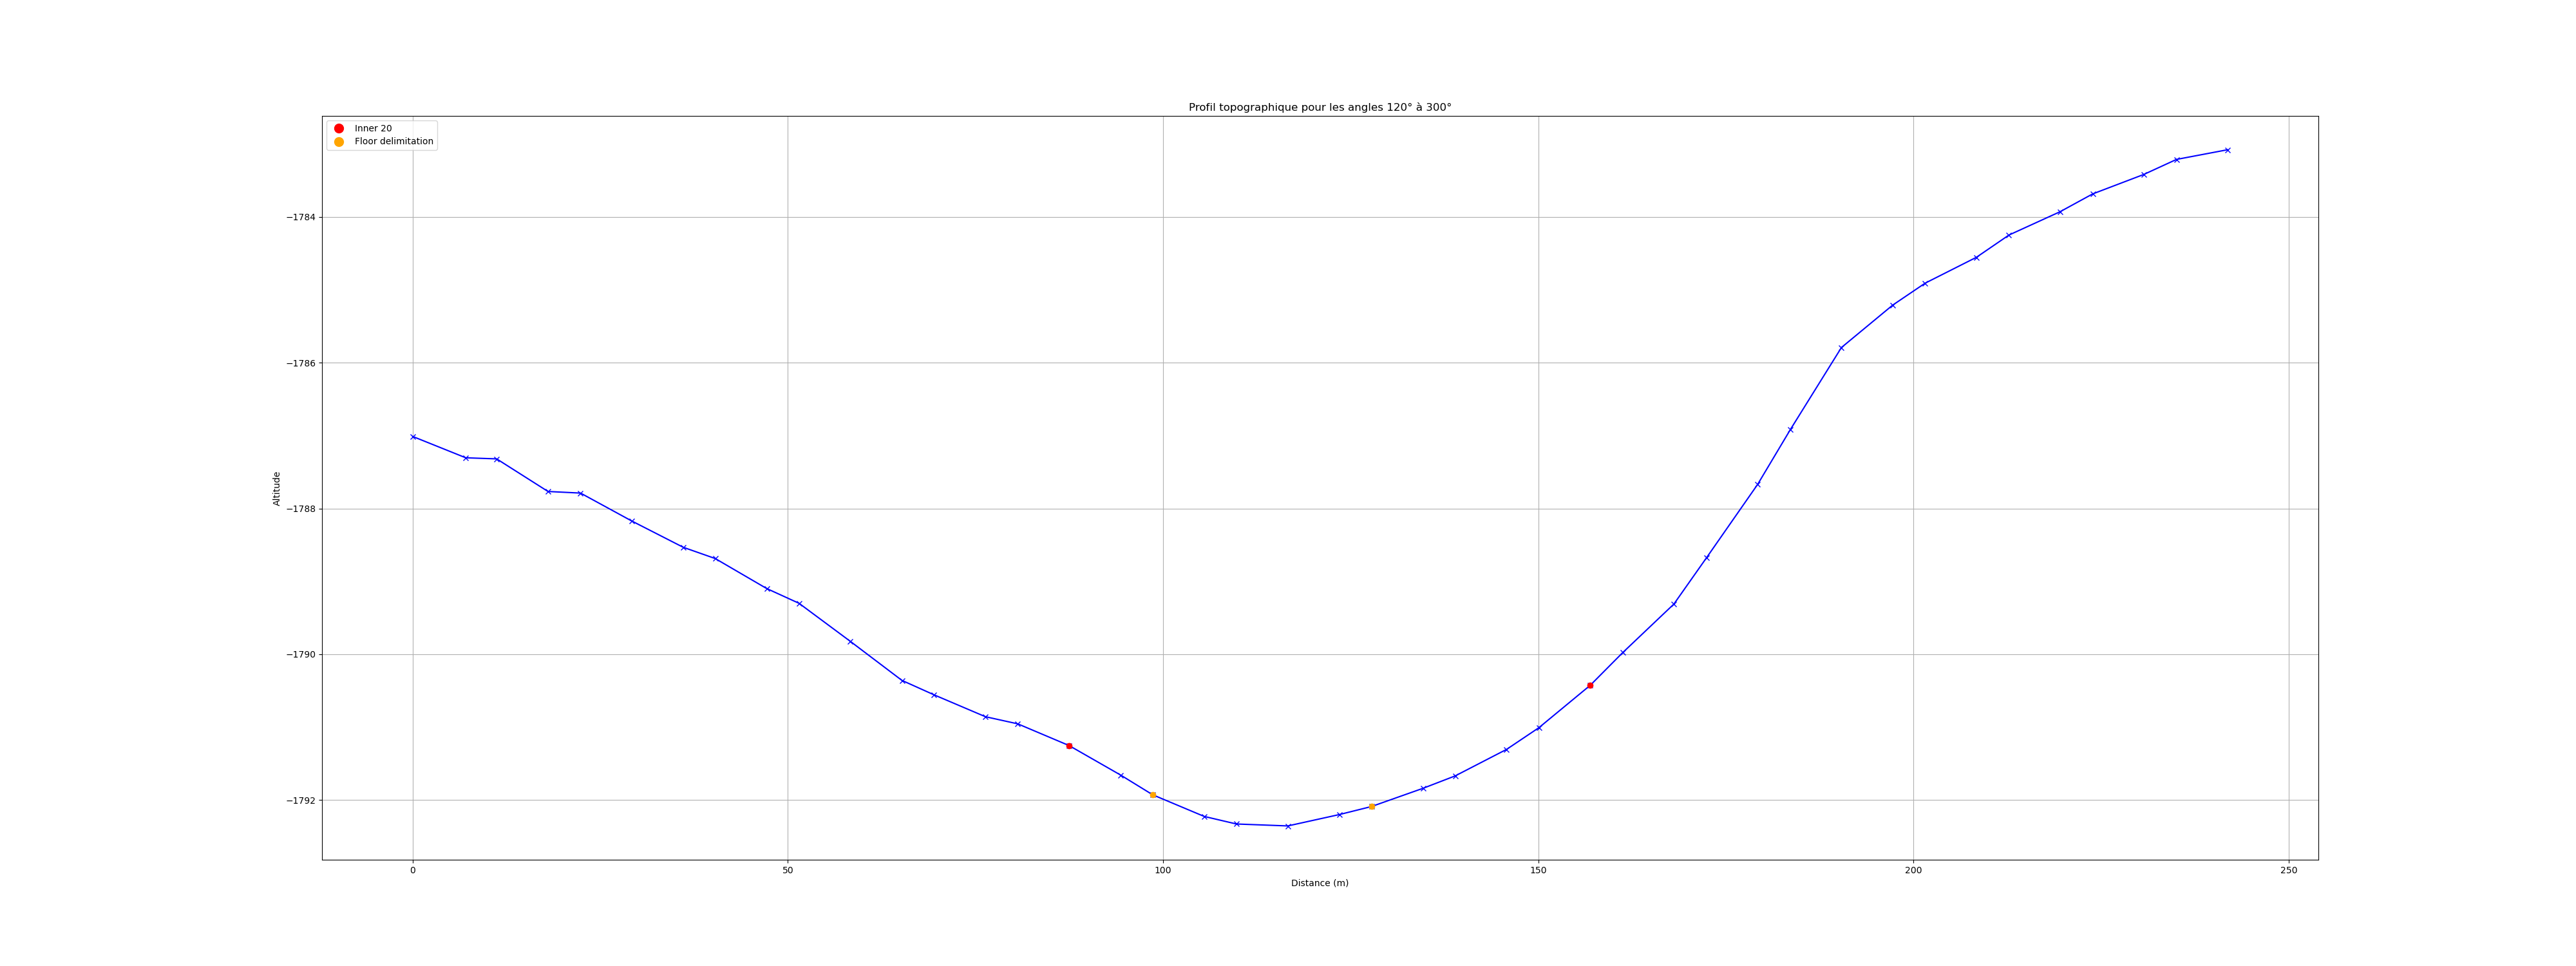 Profil topographique pour les angles 120° à 300°
Inner 20
Floor delimitation
−1784
−1786
−1788
−1790
−1792
Altitude
0
50
100
150
200
250
Distance (m)